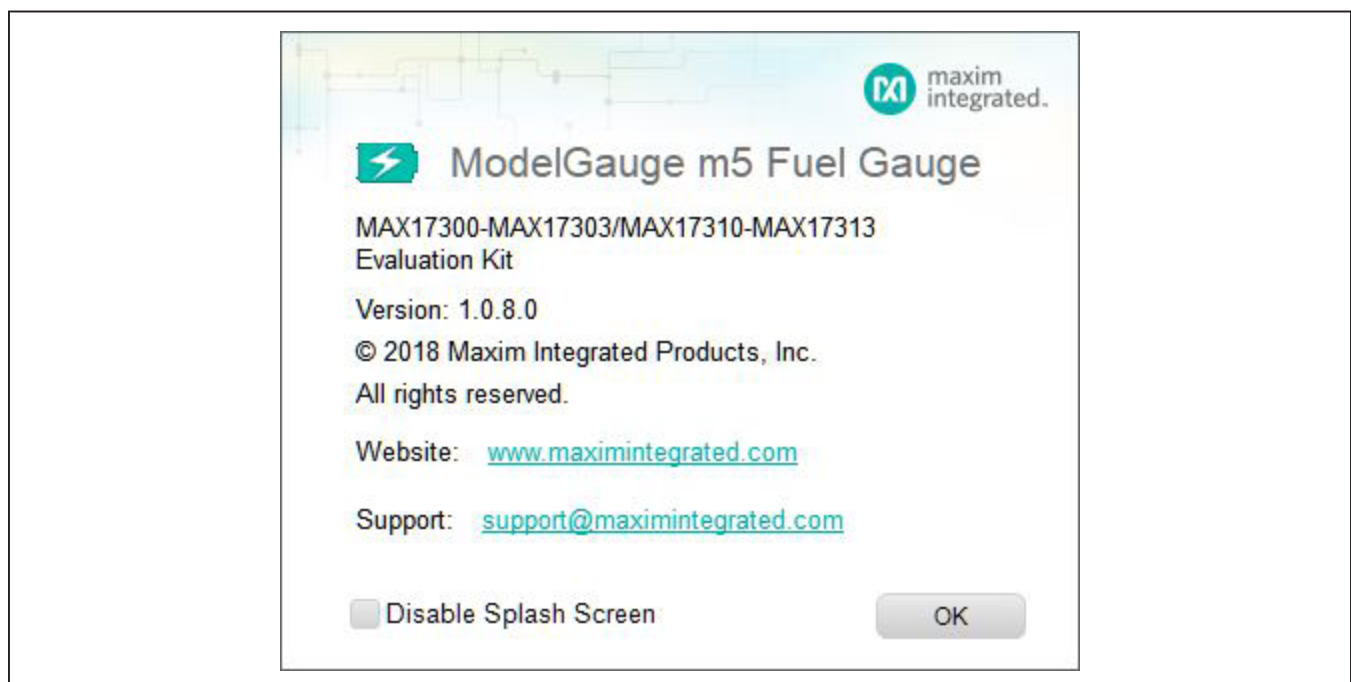 maxim
integrated.
ModelGauge m5 Fuel Gauge
MAX17300-MAX17303/MAX17310-MAX17313
Evaluation Kit
Version: 1.0.8.0
© 2018 Maxim Integrated Products, Inc.
All rights reserved.
Website: www.maximintegrated.com
Support: support@maximintegrated.com
Disable Splash Screen
OK